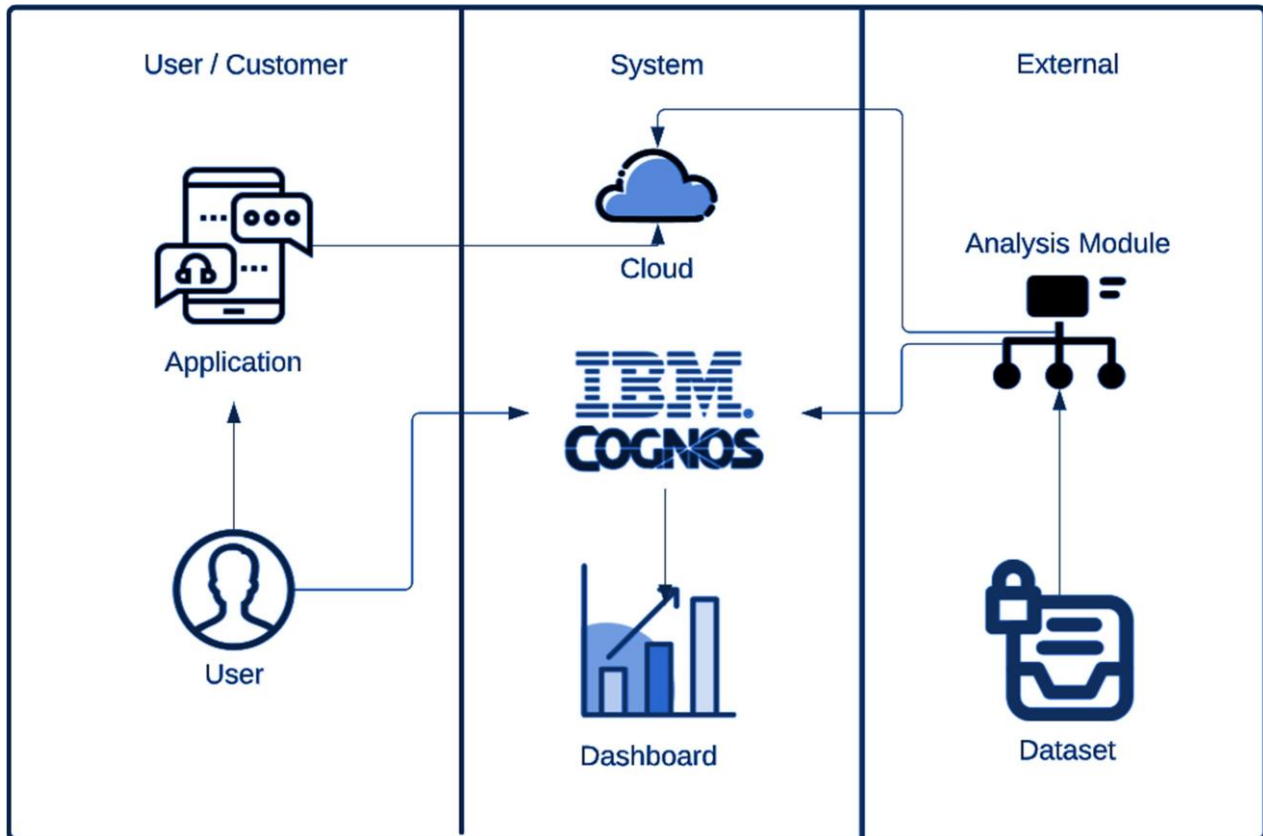 User / Customer
System
External
Cloud
Analysis Module
Application
IBM.
COGNOS
User
Dashboard
Dataset